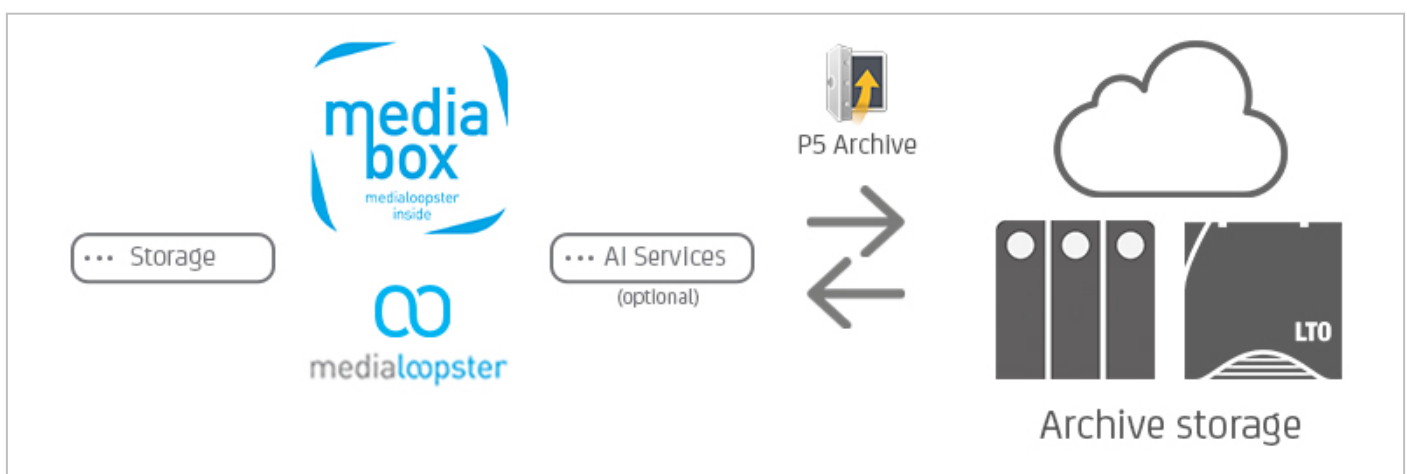 media
box
medialoopster
inside
P5 Archive
··· Storage
··· AI Services
(optional)
medialoopster
LTO
Archive storage